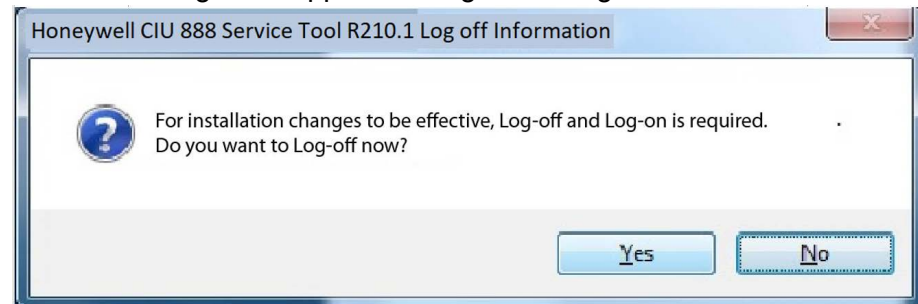 Honeywell CIU 888 Service Tool R210.1 Log off Information
For installation changes to be effective, Log-off and Log-on is required.
Do you want to Log-off now?
Yes
No